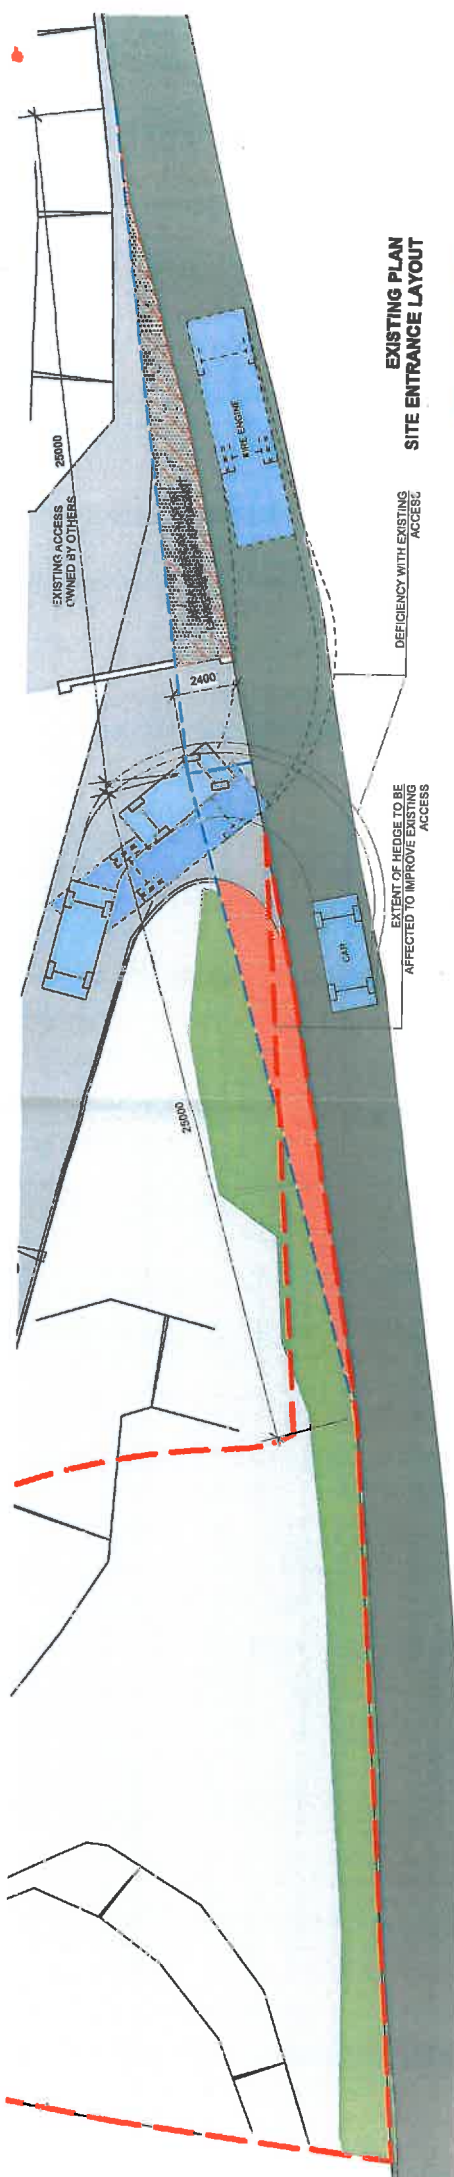 EXISTING PLAN
SITE ENTRANCE LAYOUT
25000
EXISTING ACCESS
OWNED BY OTHERS
FIRE ENGINE
DEFICIENCY WITH EXISTING
ACCESS
2400
EXTENT OF HEDGE TO BE
AFFECTED TO IMPROVE EXISTING
ACCESS
CAR
25000